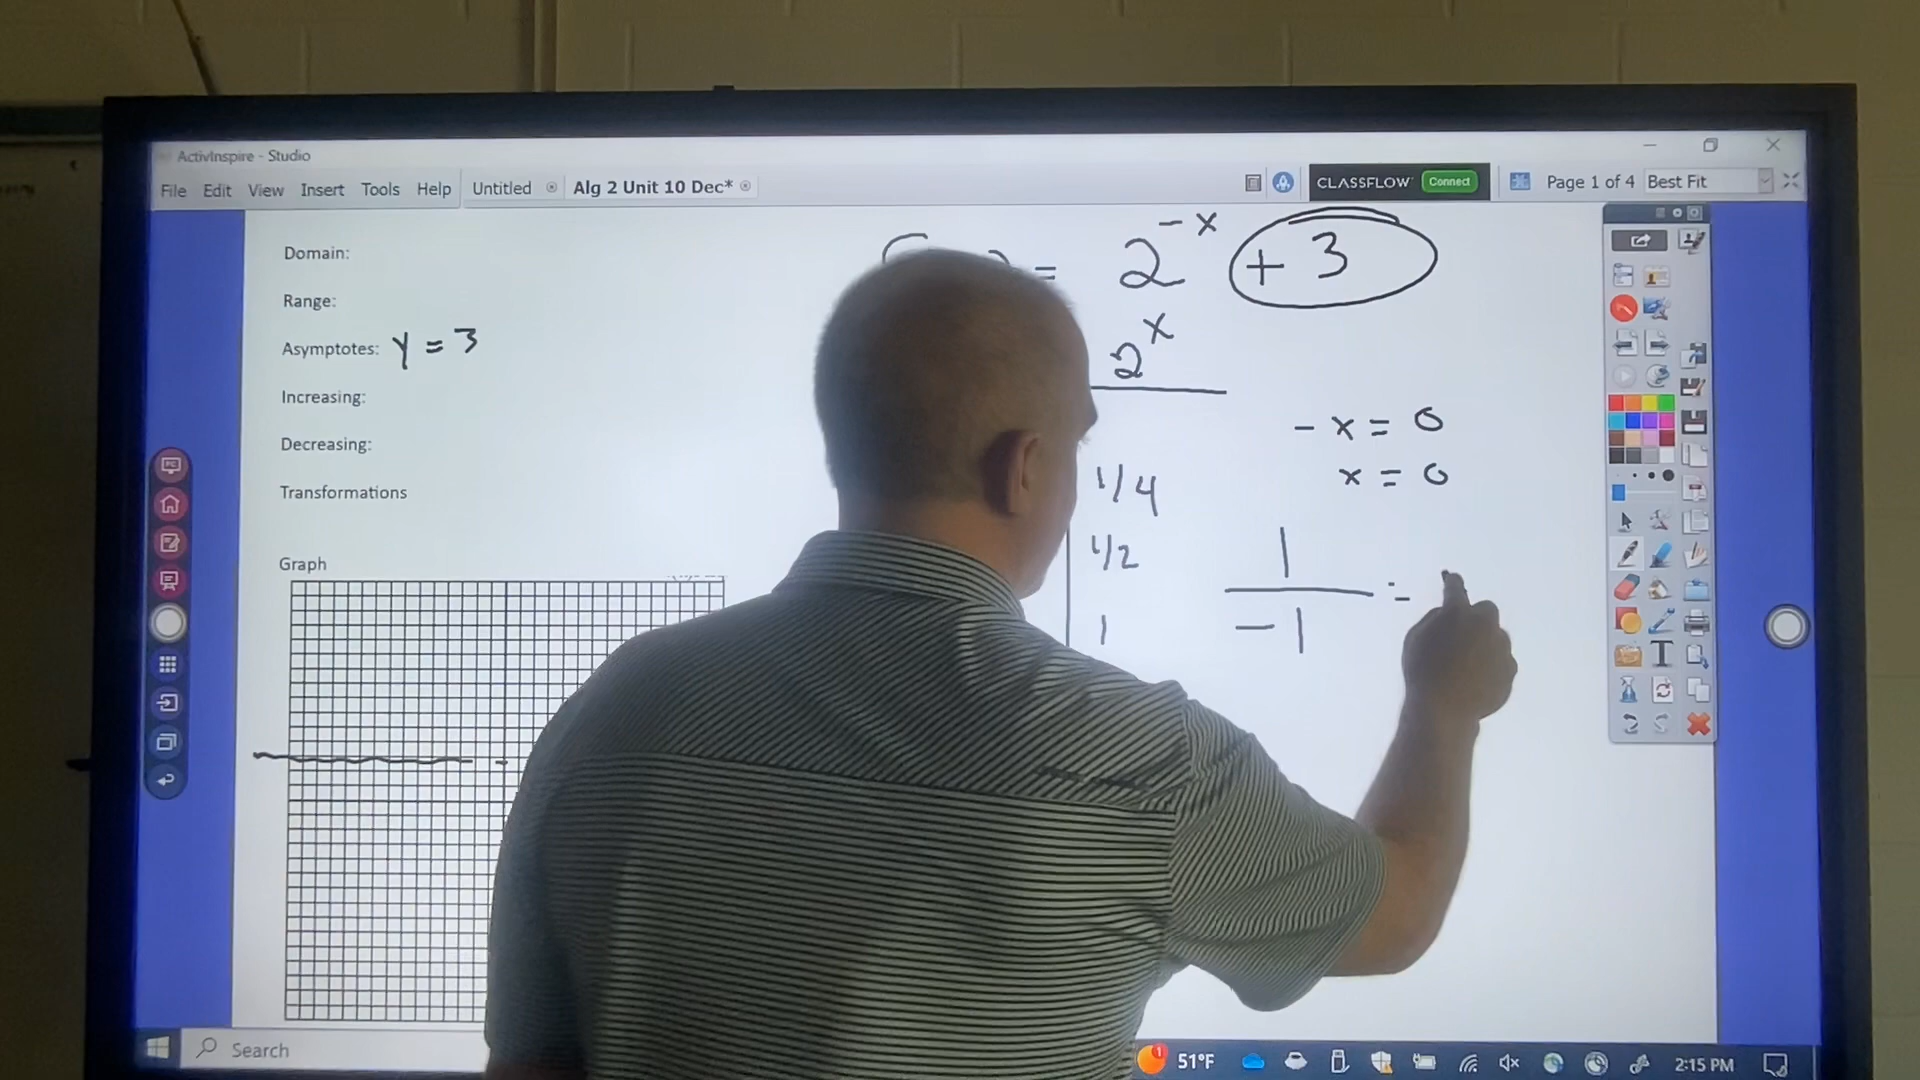 ActivInspire - Studio
File Edit View Insert Tools Help Untitled Alg 2 Unit 10 Dec*
CLASSFLOW Connect Page 1 of 4 Best Fit
Domain:
Range:
Asymptotes: y = 3
Increasing:
Decreasing:
Transformations
Graph
= 2^-x + 3
2^x
-x = 0
x = 0
1/4
1/2
1
1
-1
=
T
Search
1
51°F
2:15 PM